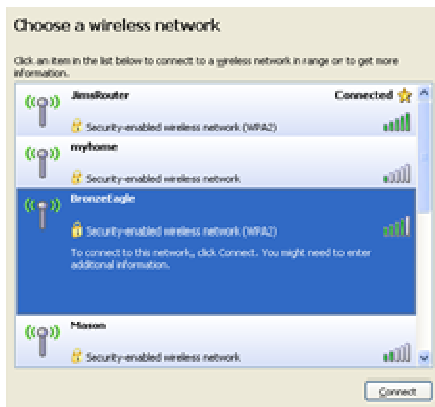 Choose a wireless network
Click an item in the list below to connect to a wireless network in range or to get more
information.
JimsRouter Connected
Security-enabled wireless network (WPA2)
myhome
Security-enabled wireless network
BronzeEagle
Security-enabled wireless network (WPA2)
To connect to this network, click Connect. You might need to enter
additional information.
Mason
Security-enabled wireless network
Connect